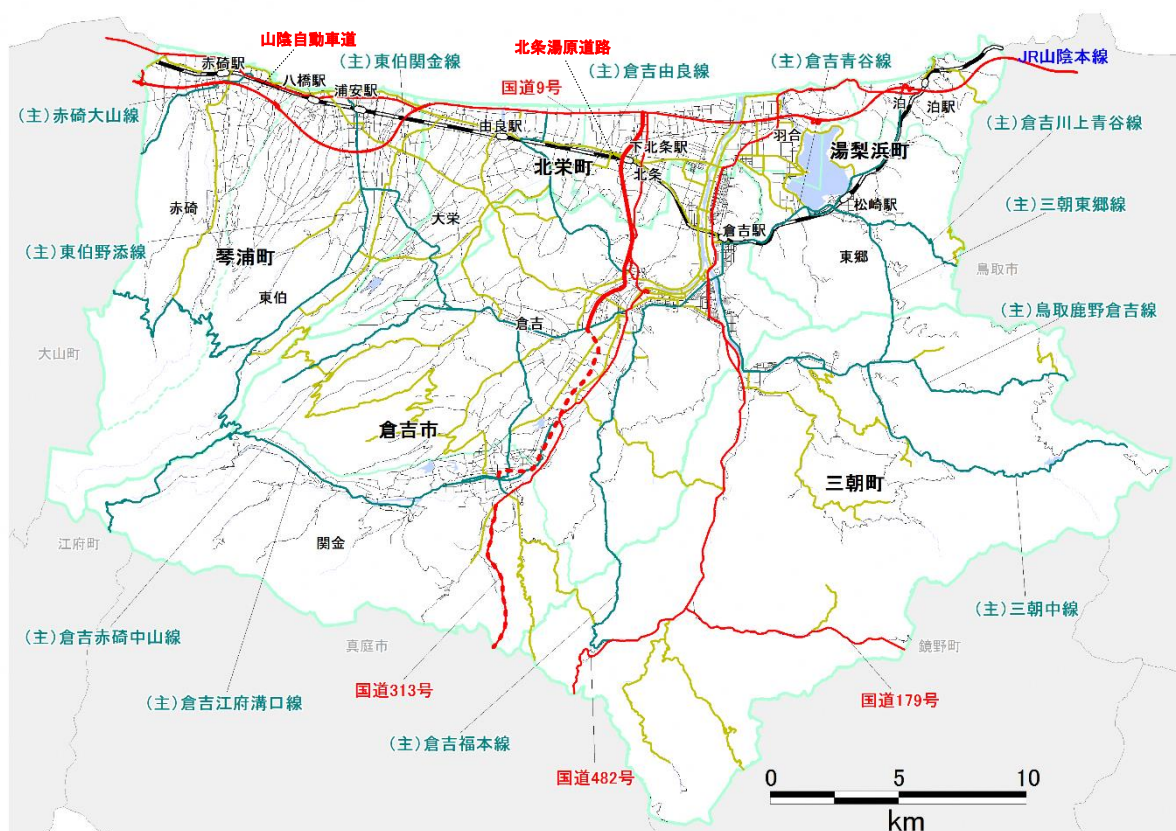 山陰自動車道
北条湯原道路
赤碕駅
(主)東伯関金線
(主)倉吉由良線
(主)倉吉青谷線
JR山陰本線
八橋駅
国道9号
浦安駅
泊
泊駅
(主)赤碕大山線
由良駅
(主)倉吉川上青谷線
羽合
下北条駅
湯梨浜町
北栄町
北条
赤碕
大栄
松崎駅
(主)三朝東郷線
倉吉駅
(主)東伯野添線
琴浦町
東郷
鳥取市
東伯
(主)鳥取鹿野倉吉線
倉吉
大山町
倉吉市
三朝町
江府町
関金
(主)三朝中線
(主)倉吉赤碕中山線
真庭市
鏡野町
国道313号
国道179号
(主)倉吉江府溝口線
(主)倉吉福本線
国道482号
0 5 10
km